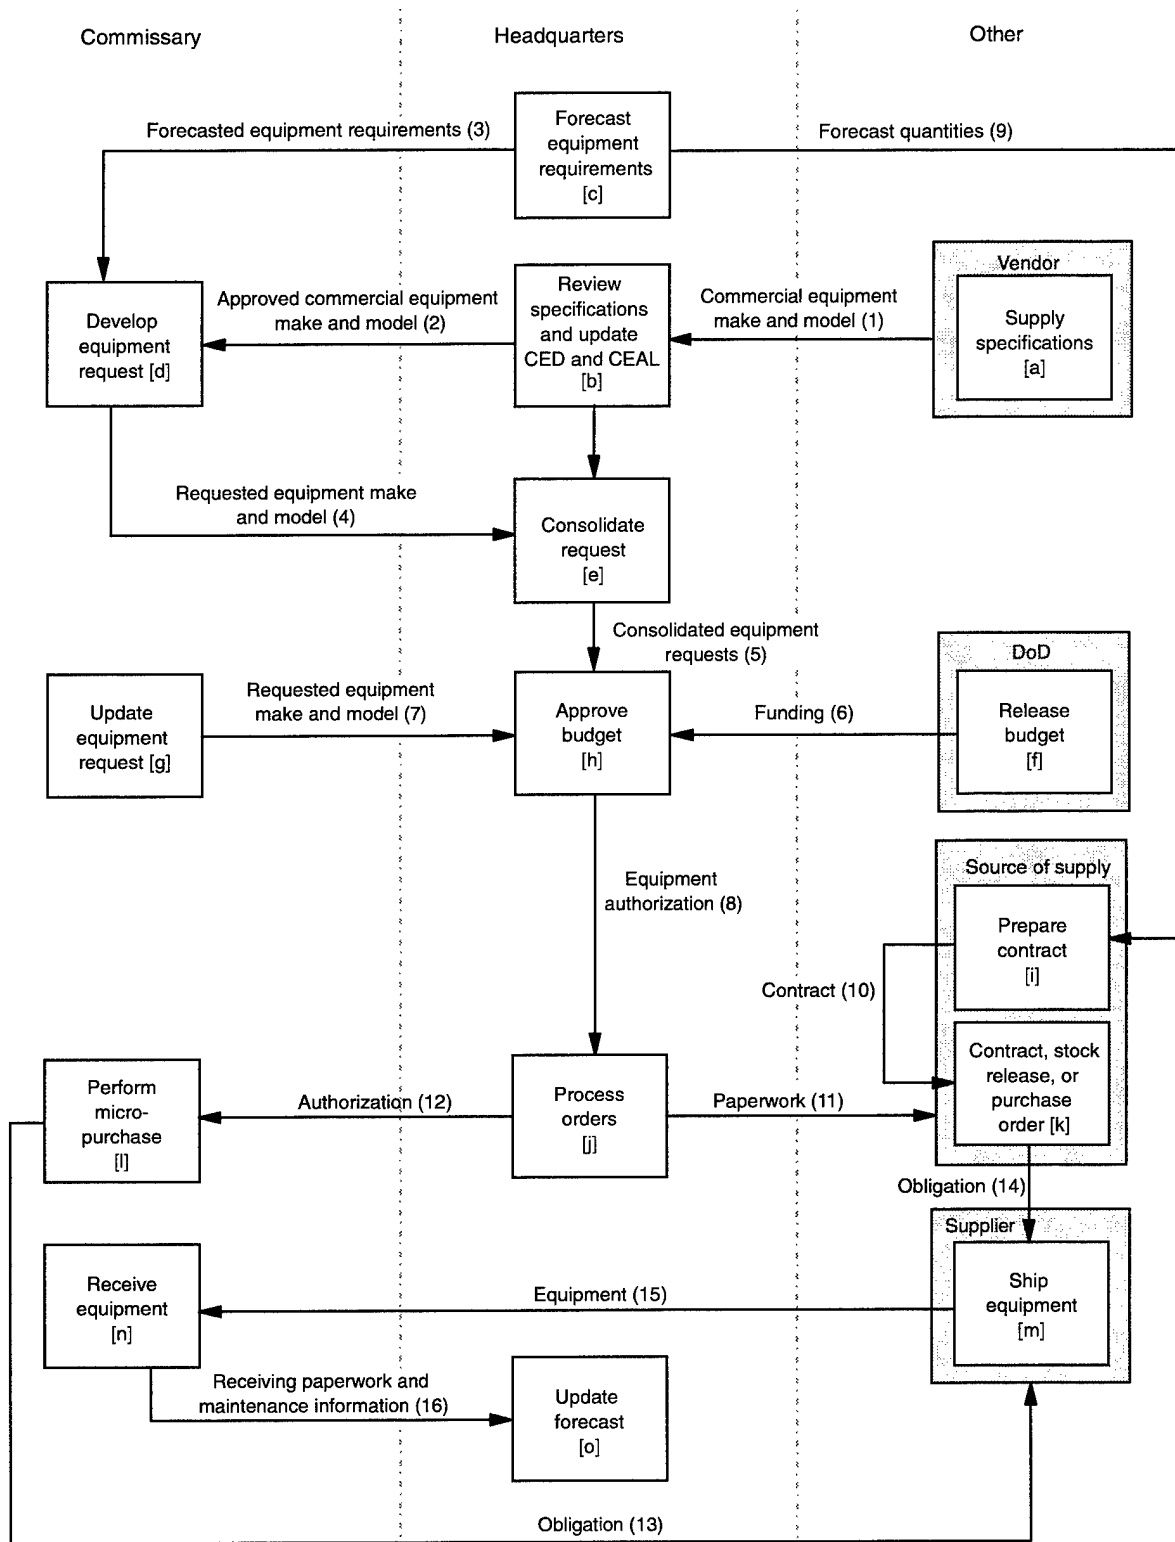 Commissary
Headquarters
Other
Forecasted equipment requirements (3)
Forecast
equipment
requirements
[c]
Forecast quantities (9)
Develop
equipment
request [d]
Approved commercial equipment
make and model (2)
Review
specifications
and update
CED and CEAL
[b]
Commercial equipment
make and model (1)
Vendor
Supply
specifications
[a]
Requested equipment make
and model (4)
Consolidate
request
[e]
Consolidated equipment
requests (5)
Update
equipment
request [g]
Requested equipment
make and model (7)
Approve
budget
[h]
Funding (6)
DoD
Release
budget
[f]
Equipment
authorization (8)
Source of supply
Prepare
contract
[i]
Contract (10)
Contract, stock
release, or
purchase
order [k]
Perform
micro-
purchase
[l]
Authorization (12)
Process
orders
[j]
Paperwork (11)
Obligation (14)
Supplier
Ship
equipment
[m]
Receive
equipment
[n]
Equipment (15)
Receiving paperwork and
maintenance information (16)
Update
forecast
[o]
Obligation (13)